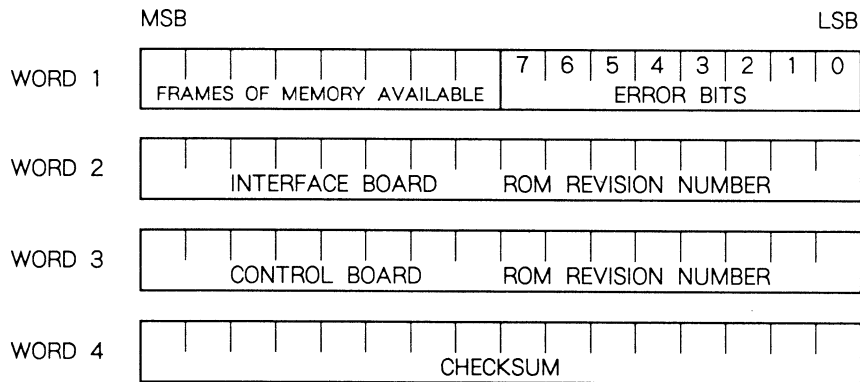 MSB LSB
WORD 1 7 6 5 4 3 2 1 0
FRAMES OF MEMORY AVAILABLE ERROR BITS
WORD 2
INTERFACE BOARD ROM REVISION NUMBER
WORD 3
CONTROL BOARD ROM REVISION NUMBER
WORD 4
CHECKSUM